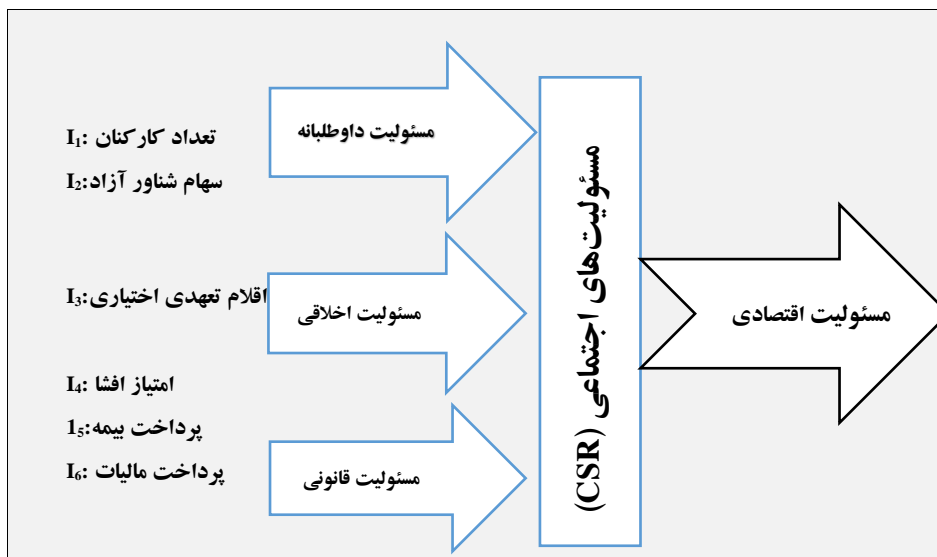 I₁: تعداد کارکنان
I₂:سهام شناور آزاد
I₃:اقلام تعهدی اختیاری
I₄: امتیاز افشا
1₅:پرداخت بیمه
I₆: پرداخت مالیات
مسئولیت داوطلبانه
مسئولیت اخلاقی
مسئولیت قانونی
مسئولیت‌های اجتماعی (CSR)
مسئولیت اقتصادی